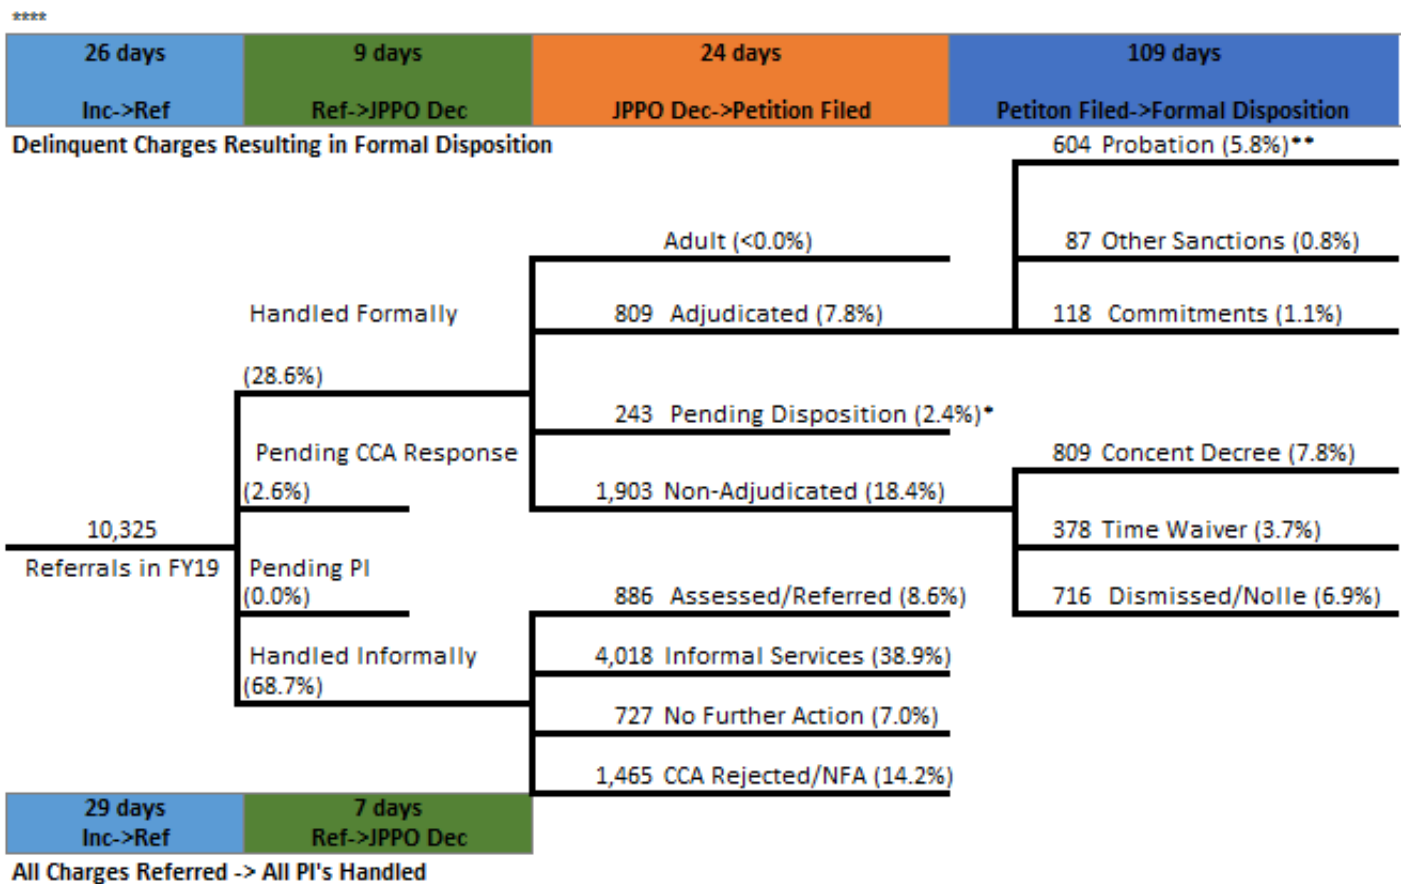 ****
26 days 9 days 24 days 109 days
Inc->Ref Ref->JPPO Dec JPPO Dec->Petition Filed Petiton Filed->Formal Disposition
Delinquent Charges Resulting in Formal Disposition
604 Probation (5.8%)**
Adult (<0.0%)
87 Other Sanctions (0.8%)
Handled Formally
809 Adjudicated (7.8%)
118 Commitments (1.1%)
(28.6%)
243 Pending Disposition (2.4%)*
Pending CCA Response
809 Concent Decree (7.8%)
(2.6%)
1,903 Non-Adjudicated (18.4%)
10,325
378 Time Waiver (3.7%)
Referrals in FY19
Pending PI
(0.0%)
886 Assessed/Referred (8.6%)
716 Dismissed/Nolle (6.9%)
Handled Informally
4,018 Informal Services (38.9%)
(68.7%)
727 No Further Action (7.0%)
1,465 CCA Rejected/NFA (14.2%)
29 days 7 days
Inc->Ref Ref->JPPO Dec
All Charges Referred -> All PI's Handled